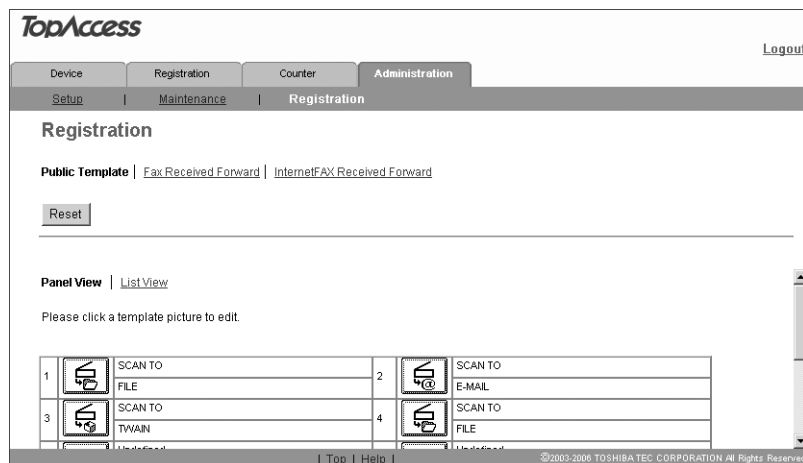 TopAccess
Logout
Device Registration Counter Administration
Setup | Maintenance | Registration
Registration
Public Template | Fax Received Forward | InternetFAX Received Forward
Reset
Panel View | List View
Please click a template picture to edit.
1 SCAN TO FILE
2 SCAN TO E-MAIL
3 SCAN TO TWAIN
4 SCAN TO FILE
| Top | Help |
©2003-2006 TOSHIBA TEC CORPORATION All Rights Reserved